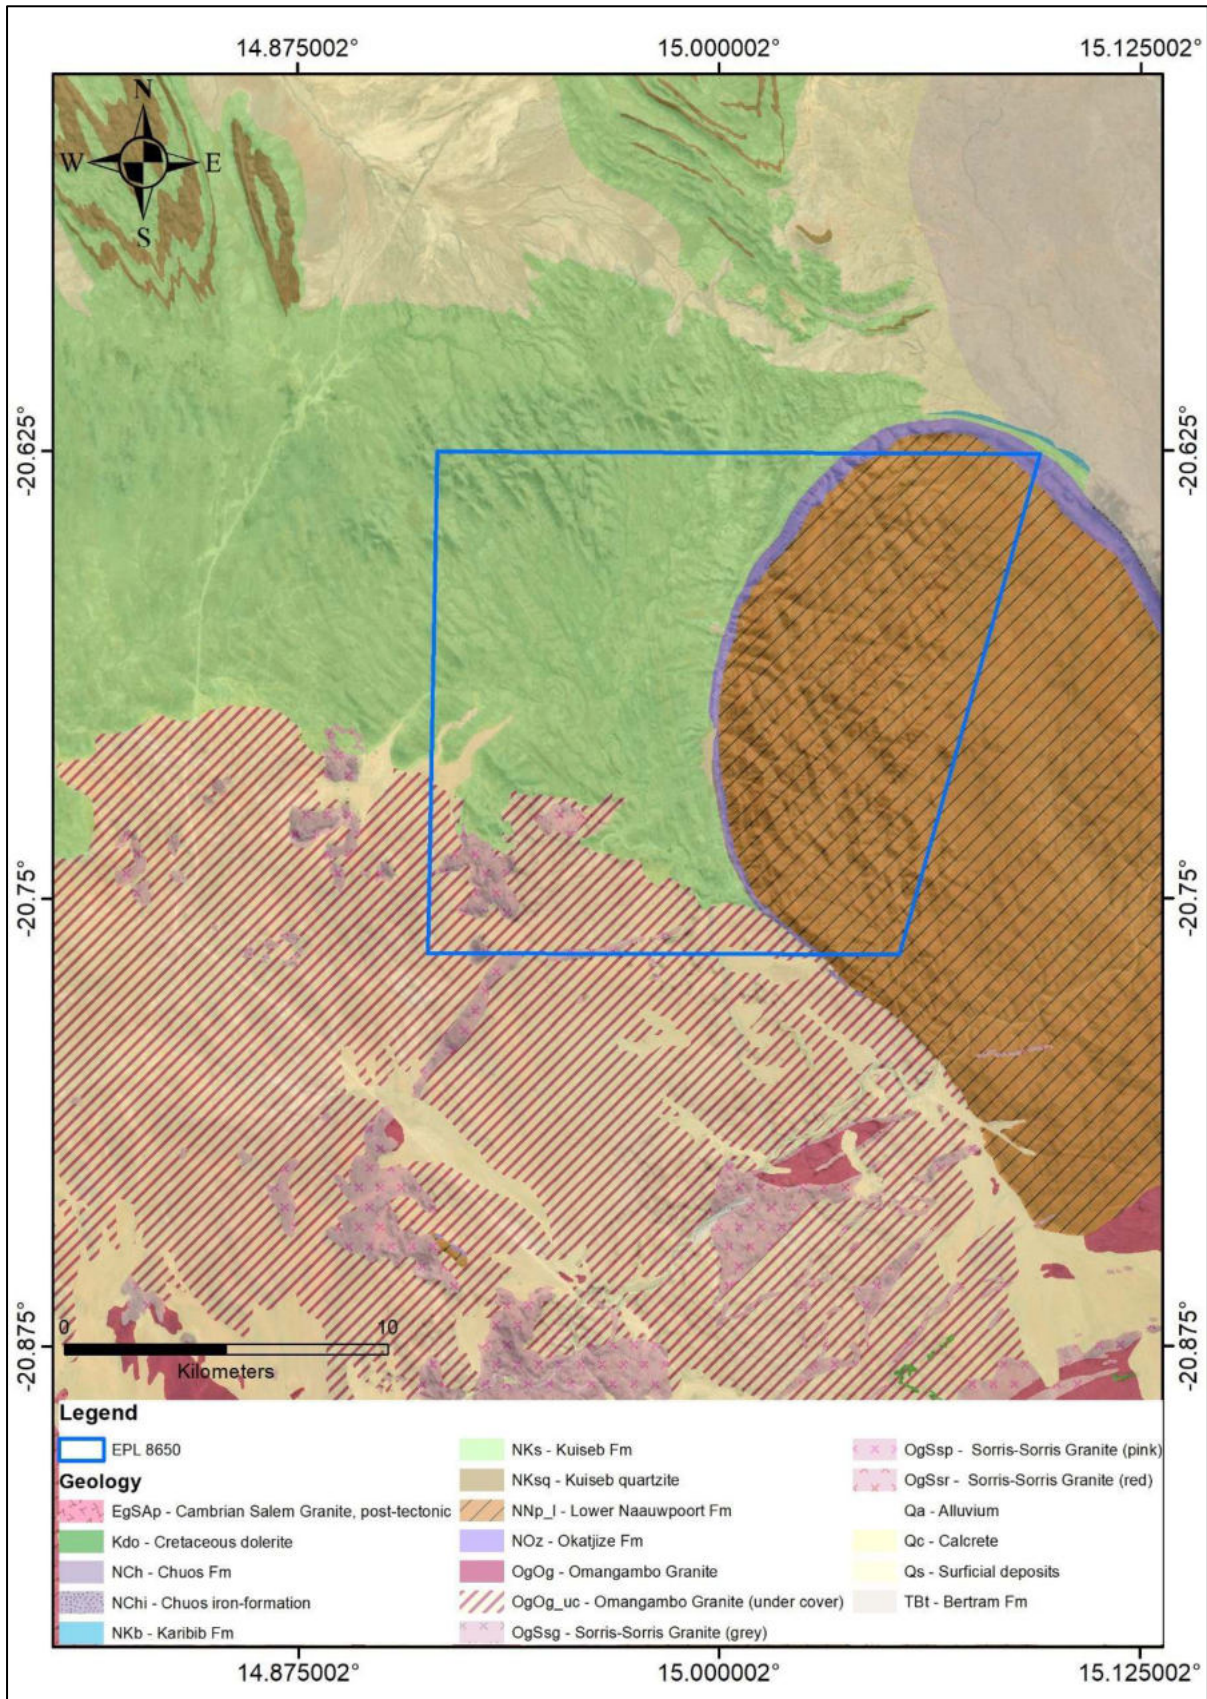 14.875002°
15.000002°
15.125002°
N
W
E
S
-20.625°
-20.625°
-20.75°
-20.75°
-20.875°
-20.875°
0
10
Kilometers
Legend
EPL 8650
Geology
EgSAp - Cambrian Salem Granite, post-tectonic
Kdo - Cretaceous dolerite
NCh - Chuos Fm
NChi - Chuos iron-formation
NKb - Karibib Fm
NKs - Kuiseb Fm
NKsq - Kuiseb quartzite
NNp_l - Lower Naauwpoort Fm
NOz - Okatjize Fm
OgOg - Omangambo Granite
OgOg_uc - Omangambo Granite (under cover)
OgSsg - Sorris-Sorris Granite (grey)
OgSsp - Sorris-Sorris Granite (pink)
OgSsr - Sorris-Sorris Granite (red)
Qa - Alluvium
Qc - Calcrete
Qs - Surficial deposits
TBt - Bertram Fm
14.875002°
15.000002°
15.125002°